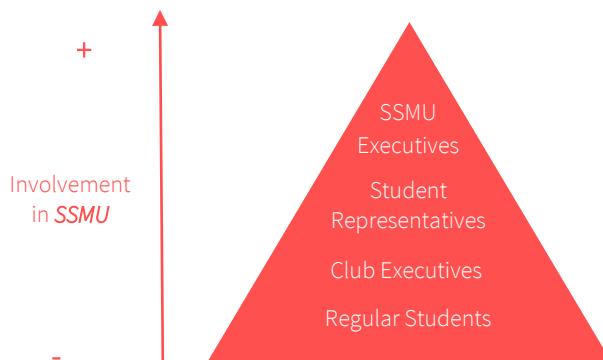 +
Involvement
in SSMU
-
SSMU
Executives
Student
Representatives
Club Executives
Regular Students